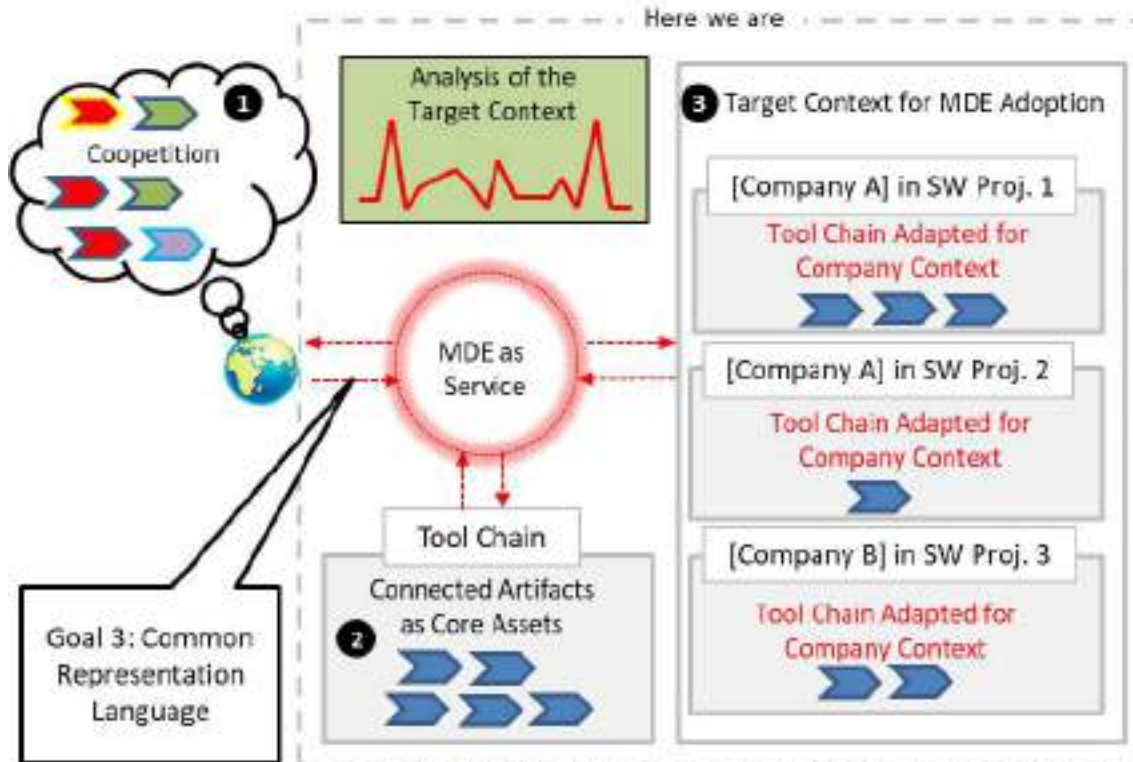 Here we are
1
Coopetition
Analysis of the
Target Context
3 Target Context for MDE Adoption
[Company A] in SW Proj. 1
Tool Chain Adapted for
Company Context
[Company A] in SW Proj. 2
Tool Chain Adapted for
Company Context
[Company B] in SW Proj. 3
Tool Chain Adapted for
Company Context
MDE as
Service
Tool Chain
Connected Artifacts
as Core Assets
2
Goal 3: Common
Representation
Language